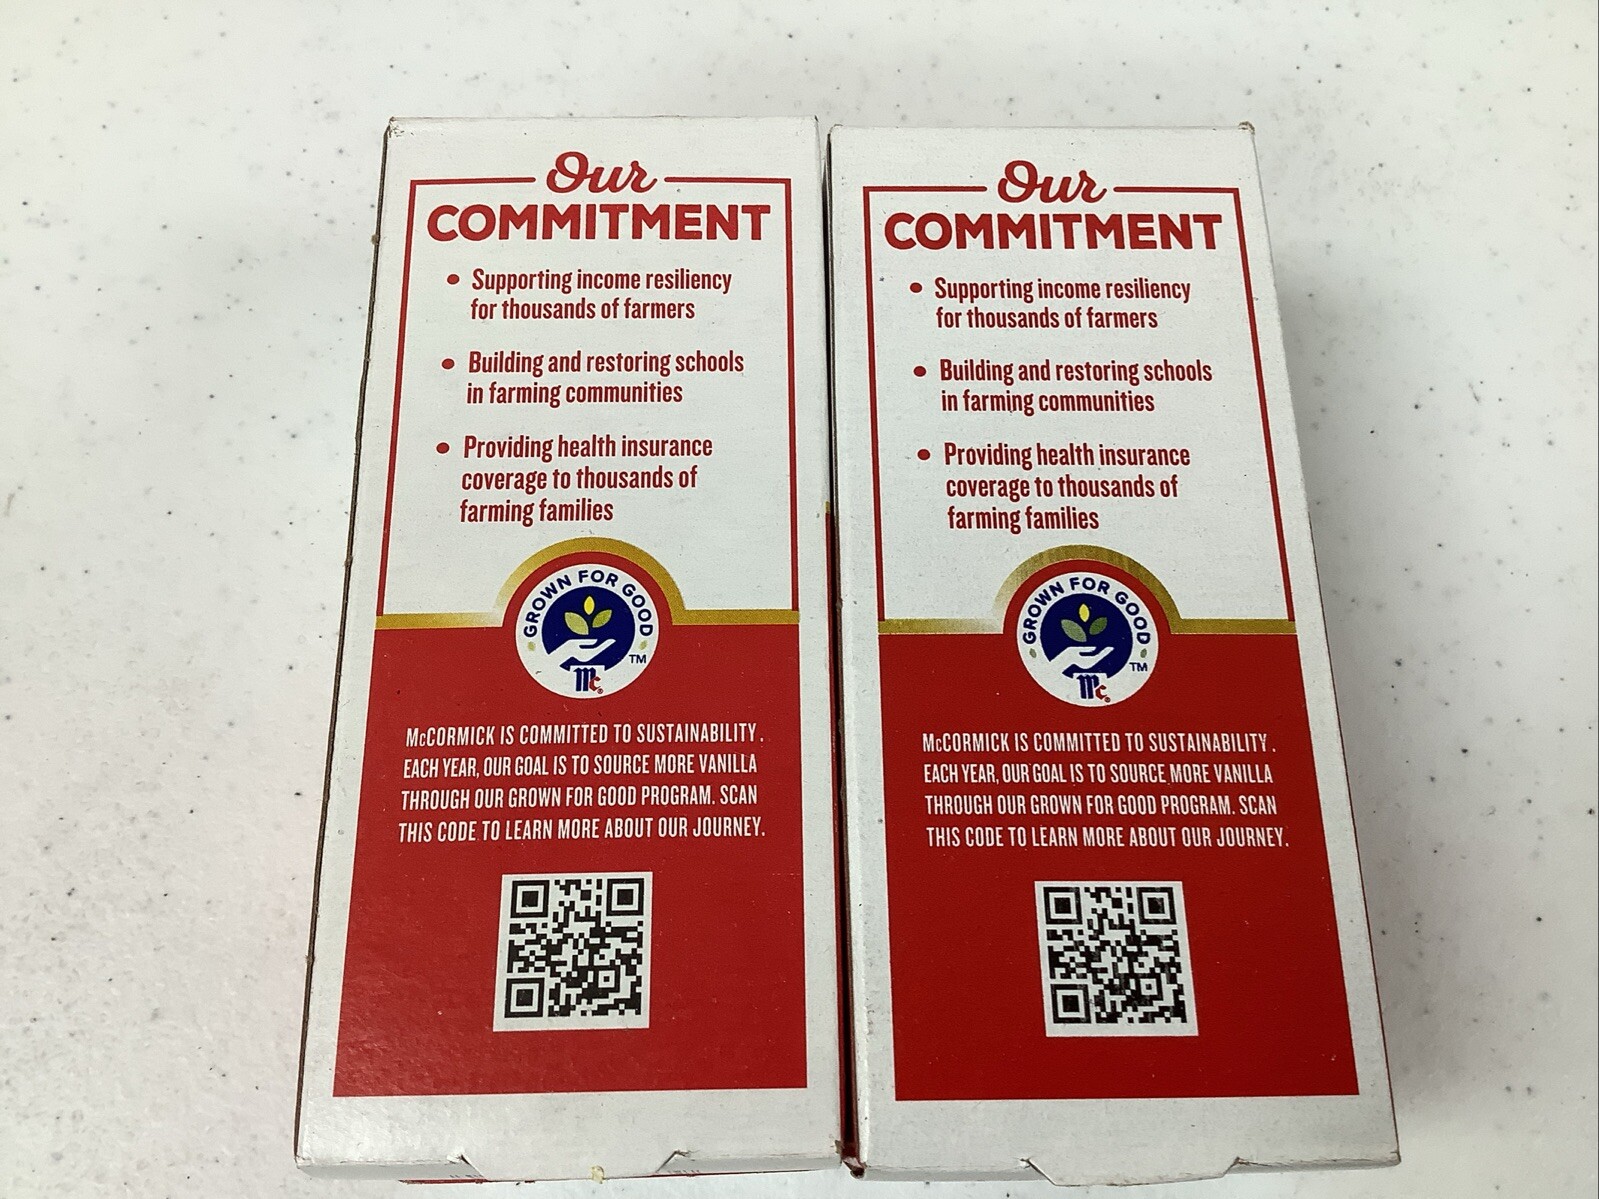 Our
COMMITMENT
• Supporting income resiliency
for thousands of farmers
• Building and restoring schools
in farming communities
• Providing health insurance
coverage to thousands of
farming families
GROWN FOR GOOD
TM
Mc®
McCORMICK IS COMMITTED TO SUSTAINABILITY.
EACH YEAR, OUR GOAL IS TO SOURCE MORE VANILLA
THROUGH OUR GROWN FOR GOOD PROGRAM. SCAN
THIS CODE TO LEARN MORE ABOUT OUR JOURNEY.
Our
COMMITMENT
• Supporting income resiliency
for thousands of farmers
• Building and restoring schools
in farming communities
• Providing health insurance
coverage to thousands of
farming families
GROWN FOR GOOD
TM
Mc®
McCORMICK IS COMMITTED TO SUSTAINABILITY.
EACH YEAR, OUR GOAL IS TO SOURCE MORE VANILLA
THROUGH OUR GROWN FOR GOOD PROGRAM. SCAN
THIS CODE TO LEARN MORE ABOUT OUR JOURNEY.